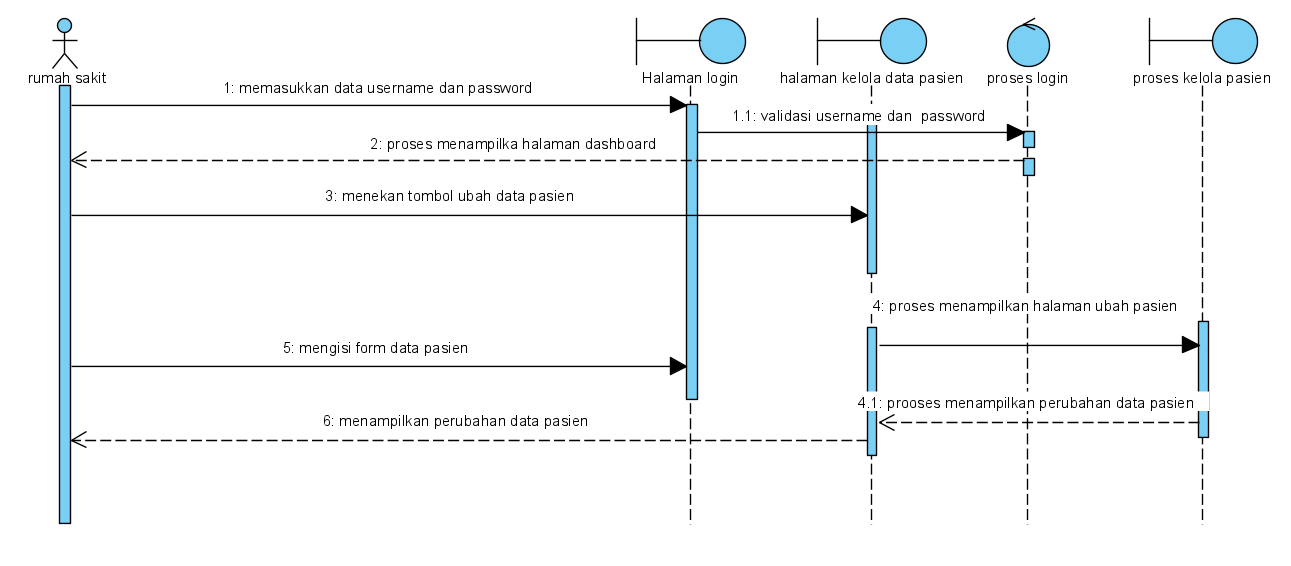 rumah sakit
Halaman login
halaman kelola data pasien
proses login
proses kelola pasien
1: memasukkan data username dan password
1.1: validasi username dan  password
2: proses menampilka halaman dashboard
3: menekan tombol ubah data pasien
4: proses menampilkan halaman ubah pasien
5: mengisi form data pasien
4.1: prooses menampilkan perubahan data pasien
6: menampilkan perubahan data pasien